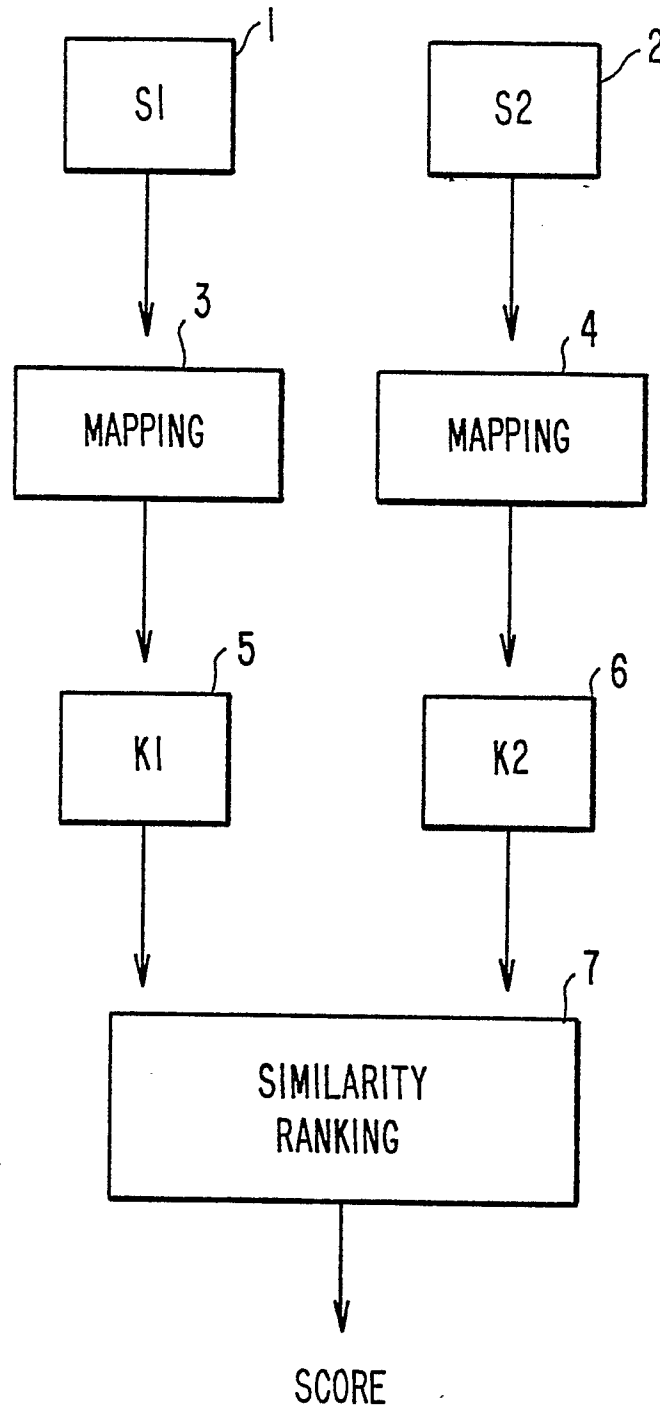 1
2
S1
S2
3
4
MAPPING
MAPPING
5
6
K1
K2
7
SIMILARITY
RANKING
SCORE